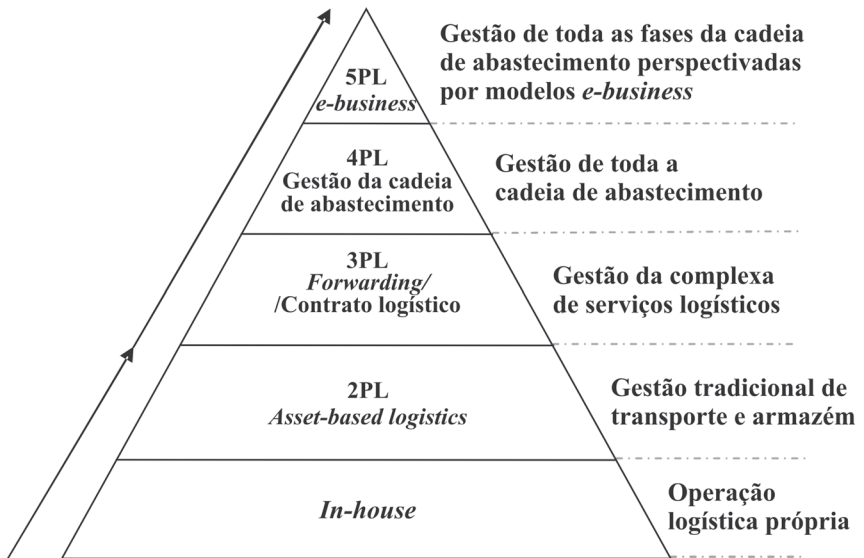 5PL
e-business
Gestão de toda as fases da cadeia
de abastecimento perspectivadas
por modelos e-business
4PL
Gestão da cadeia
de abastecimento
Gestão de toda a
cadeia de abastecimento
3PL
Forwarding/
/Contrato logístico
Gestão da complexa
de serviços logísticos
2PL
Asset-based logistics
Gestão tradicional de
transporte e armazém
In-house
Operação
logística própria